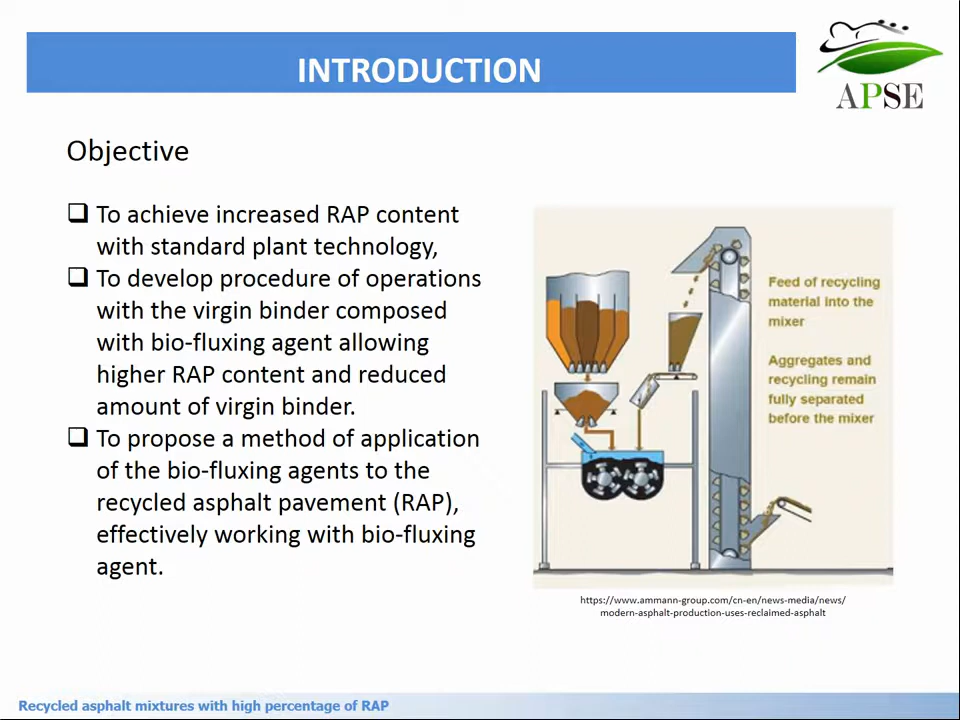 INTRODUCTION
APSE
Objective
❑ To achieve increased RAP content
with standard plant technology,
❑ To develop procedure of operations
with the virgin binder composed
with bio-fluxing agent allowing
higher RAP content and reduced
amount of virgin binder.
❑ To propose a method of application
of the bio-fluxing agents to the
recycled asphalt pavement (RAP),
effectively working with bio-fluxing
agent.
Feed of recycling
material into the
mixer
Aggregates and
recycling remain
fully separated
before the mixer
https://www.ammann-group.com/cn-en/news-media/news/
modern-asphalt-production-uses-reclaimed-asphalt
Recycled asphalt mixtures with high percentage of RAP